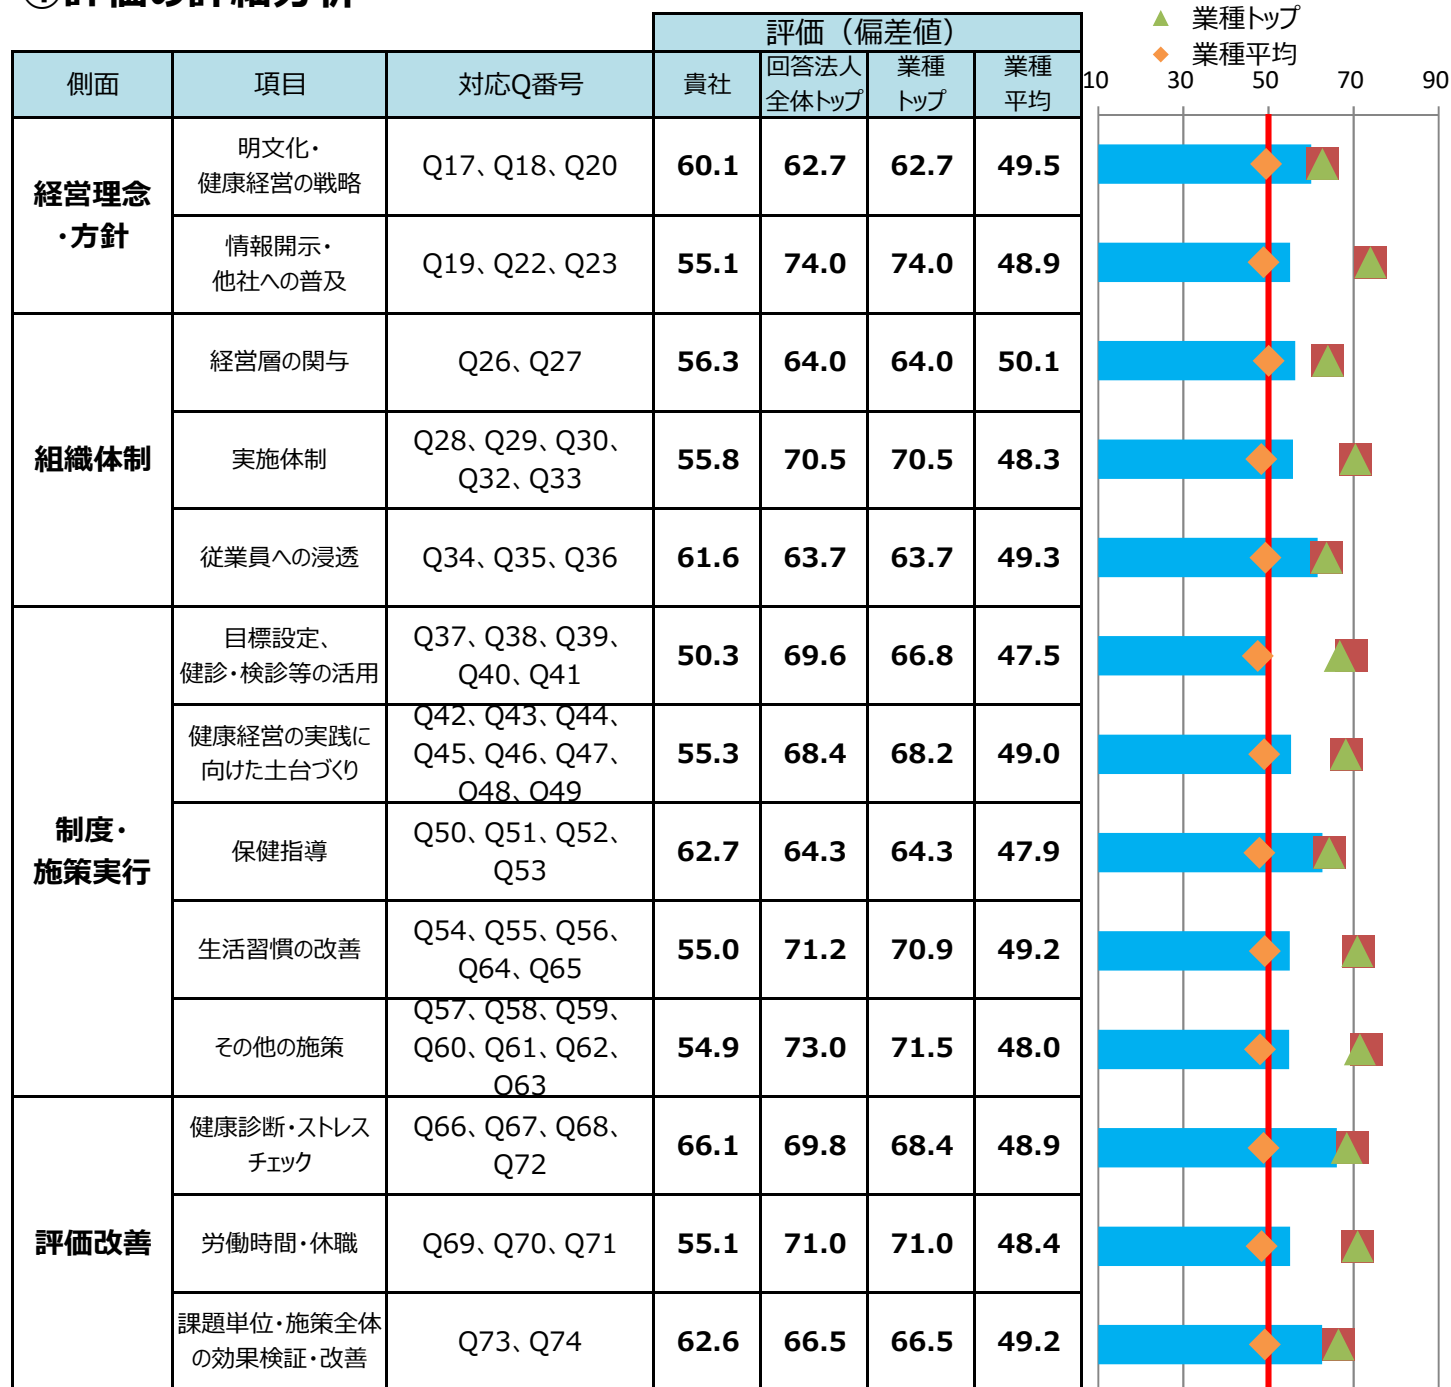 ①評価の詳細分析
▲ 業種トップ
◆ 業種平均
評価（偏差値）
側面 項目 対応Q番号 貴社 回答法人全体トップ 業種トップ 業種平均
10 30 50 70 90
経営理念・方針
明文化・健康経営の戦略 Q17、Q18、Q20 60.1 62.7 62.7 49.5
情報開示・他社への普及 Q19、Q22、Q23 55.1 74.0 74.0 48.9
組織体制
経営層の関与 Q26、Q27 56.3 64.0 64.0 50.1
実施体制 Q28、Q29、Q30、Q32、Q33 55.8 70.5 70.5 48.3
従業員への浸透 Q34、Q35、Q36 61.6 63.7 63.7 49.3
制度・施策実行
目標設定、健診・検診等の活用 Q37、Q38、Q39、Q40、Q41 50.3 69.6 66.8 47.5
健康経営の実践に向けた土台づくり Q42、Q43、Q44、Q45、Q46、Q47、Q48、Q49 55.3 68.4 68.2 49.0
保健指導 Q50、Q51、Q52、Q53 62.7 64.3 64.3 47.9
生活習慣の改善 Q54、Q55、Q56、Q64、Q65 55.0 71.2 70.9 49.2
その他の施策 Q57、Q58、Q59、Q60、Q61、Q62、Q63 54.9 73.0 71.5 48.0
評価改善
健康診断・ストレスチェック Q66、Q67、Q68、Q72 66.1 69.8 68.4 48.9
労働時間・休職 Q69、Q70、Q71 55.1 71.0 71.0 48.4
課題単位・施策全体の効果検証・改善 Q73、Q74 62.6 66.5 66.5 49.2